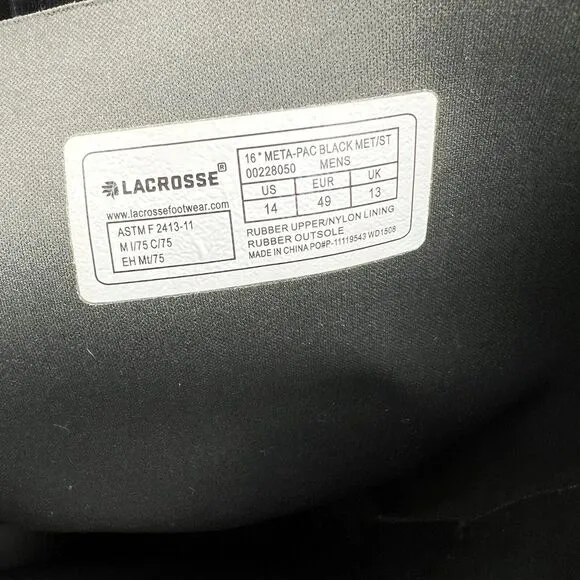 LACROSSE®
www.lacrossefootwear.com
ASTM F 2413-11
M I/75 C/75
EH Mt/75
16" META-PAC BLACK MET/ST
00228050 MENS
US EUR UK
14 49 13
RUBBER UPPER/NYLON LINING
RUBBER OUTSOLE
MADE IN CHINA PO#P-11119543 WD1508